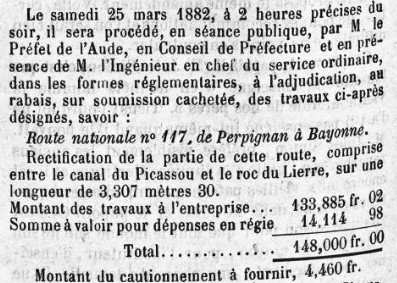 Le samedi 25 mars 1882, à 2 heures précises du
soir, il sera procédé, en séance publique, par M. le
Préfet de l'Aude, en Conseil de Préfecture et en pré-
sence de M. l'Ingénieur en chef du service ordinaire,
dans les formes réglementaires, à l'adjudication, au
rabais, sur soumission cachetée, des travaux ci-après
désignés, savoir :
Route nationale nº 117, de Perpignan à Bayonne.
Rectification de la partie de cette route, comprise
entre le canal du Picassou et le roc du Lierre, sur une
longueur de 3,307 mètres 30.
Montant des travaux à l'entreprise... 133,885 fr. 02
Somme à valoir pour dépenses en régie 14,114 98
Total............ 148,000 fr. 00
Montant du cautionnement à fournir, 4,460 fr.